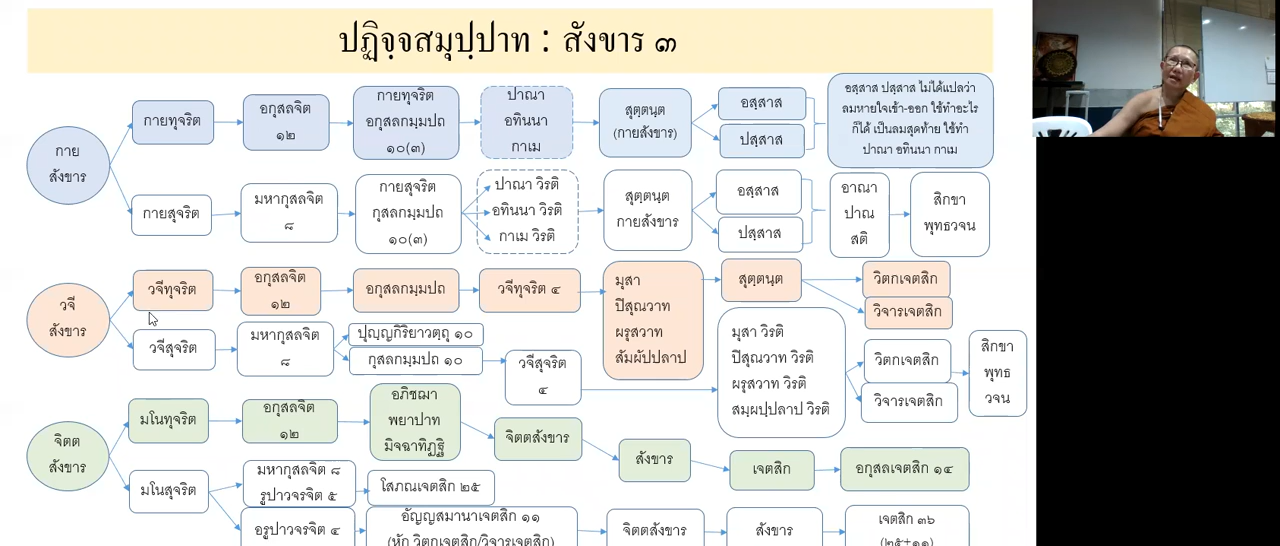 ปฏิจฺจสมุปฺปาท : สังขาร ๓
กาย
สังขาร
กายทุจริต
อกุสลจิต
๑๒
กายทุจริต
อกุสลกมฺมปถ
๑๐(๓)
ปาณา
อทินนา
กาเม
สุตฺตนฺต
(กายสังขาร)
อสฺสาส
ปสฺสาส
อสฺสาส ปสฺสาส ไม่ได้แปลว่า
ลมหายใจเข้า-ออก ใช้ทำอะไร
ก็ได้ เป็นลมสุดท้าย ใช้ทำ
ปาณา อทินนา กาเม
กายสุจริต
มหากุสลจิต
๘
กายสุจริต
กุสลกมฺมปถ
๑๐(๓)
ปาณา วิรติ
อทินนา วิรติ
กาเม วิรติ
สุตฺตนฺต
กายสังขาร
อสฺสาส
ปสฺสาส
อาณา
ปาณ
สติ
สิกขา
พุทธวจน
วจี
สังขาร
วจีทุจริต
อกุสลจิต
๑๒
อกุสลกมฺมปถ
วจีทุจริต ๔
มุสา
ปิสุณวาท
ผรุสวาท
สัมผัปปลาป
สุตฺตนฺต
วิตกเจตสิก
วิจารเจตสิก
วจีสุจริต
มหากุสลจิต
๘
ปุญฺญกิริยาวตฺถุ ๑๐
กุสลกมฺมปถ ๑๐
วจีสุจริต
๔
มุสา วิรติ
ปิสุณวาท วิรติ
ผรุสวาท วิรติ
สมฺผปฺปลาป วิรติ
วิตกเจตสิก
วิจารเจตสิก
สิกขา
พุทธ
วจน
จิตต
สังขาร
มโนทุจริต
อกุสลจิต
๑๒
อภิชฌา
พยาปาท
มิจฉาทิฏฐิ
จิตตสังขาร
สังขาร
เจตสิก
อกุสลเจตสิก ๑๔
มโนสุจริต
มหากุสลจิต ๘
รูปาวจรจิต ๕
โสภณเจตสิก ๒๕
อรูปาวจรจิต ๔
อัญญสมานาเจตสิก ๑๑
(หัก วิตกเจตสิก/วิจารเจตสิก)
จิตตสังขาร
สังขาร
เจตสิก ๓๖
(๒๕+๑๑)